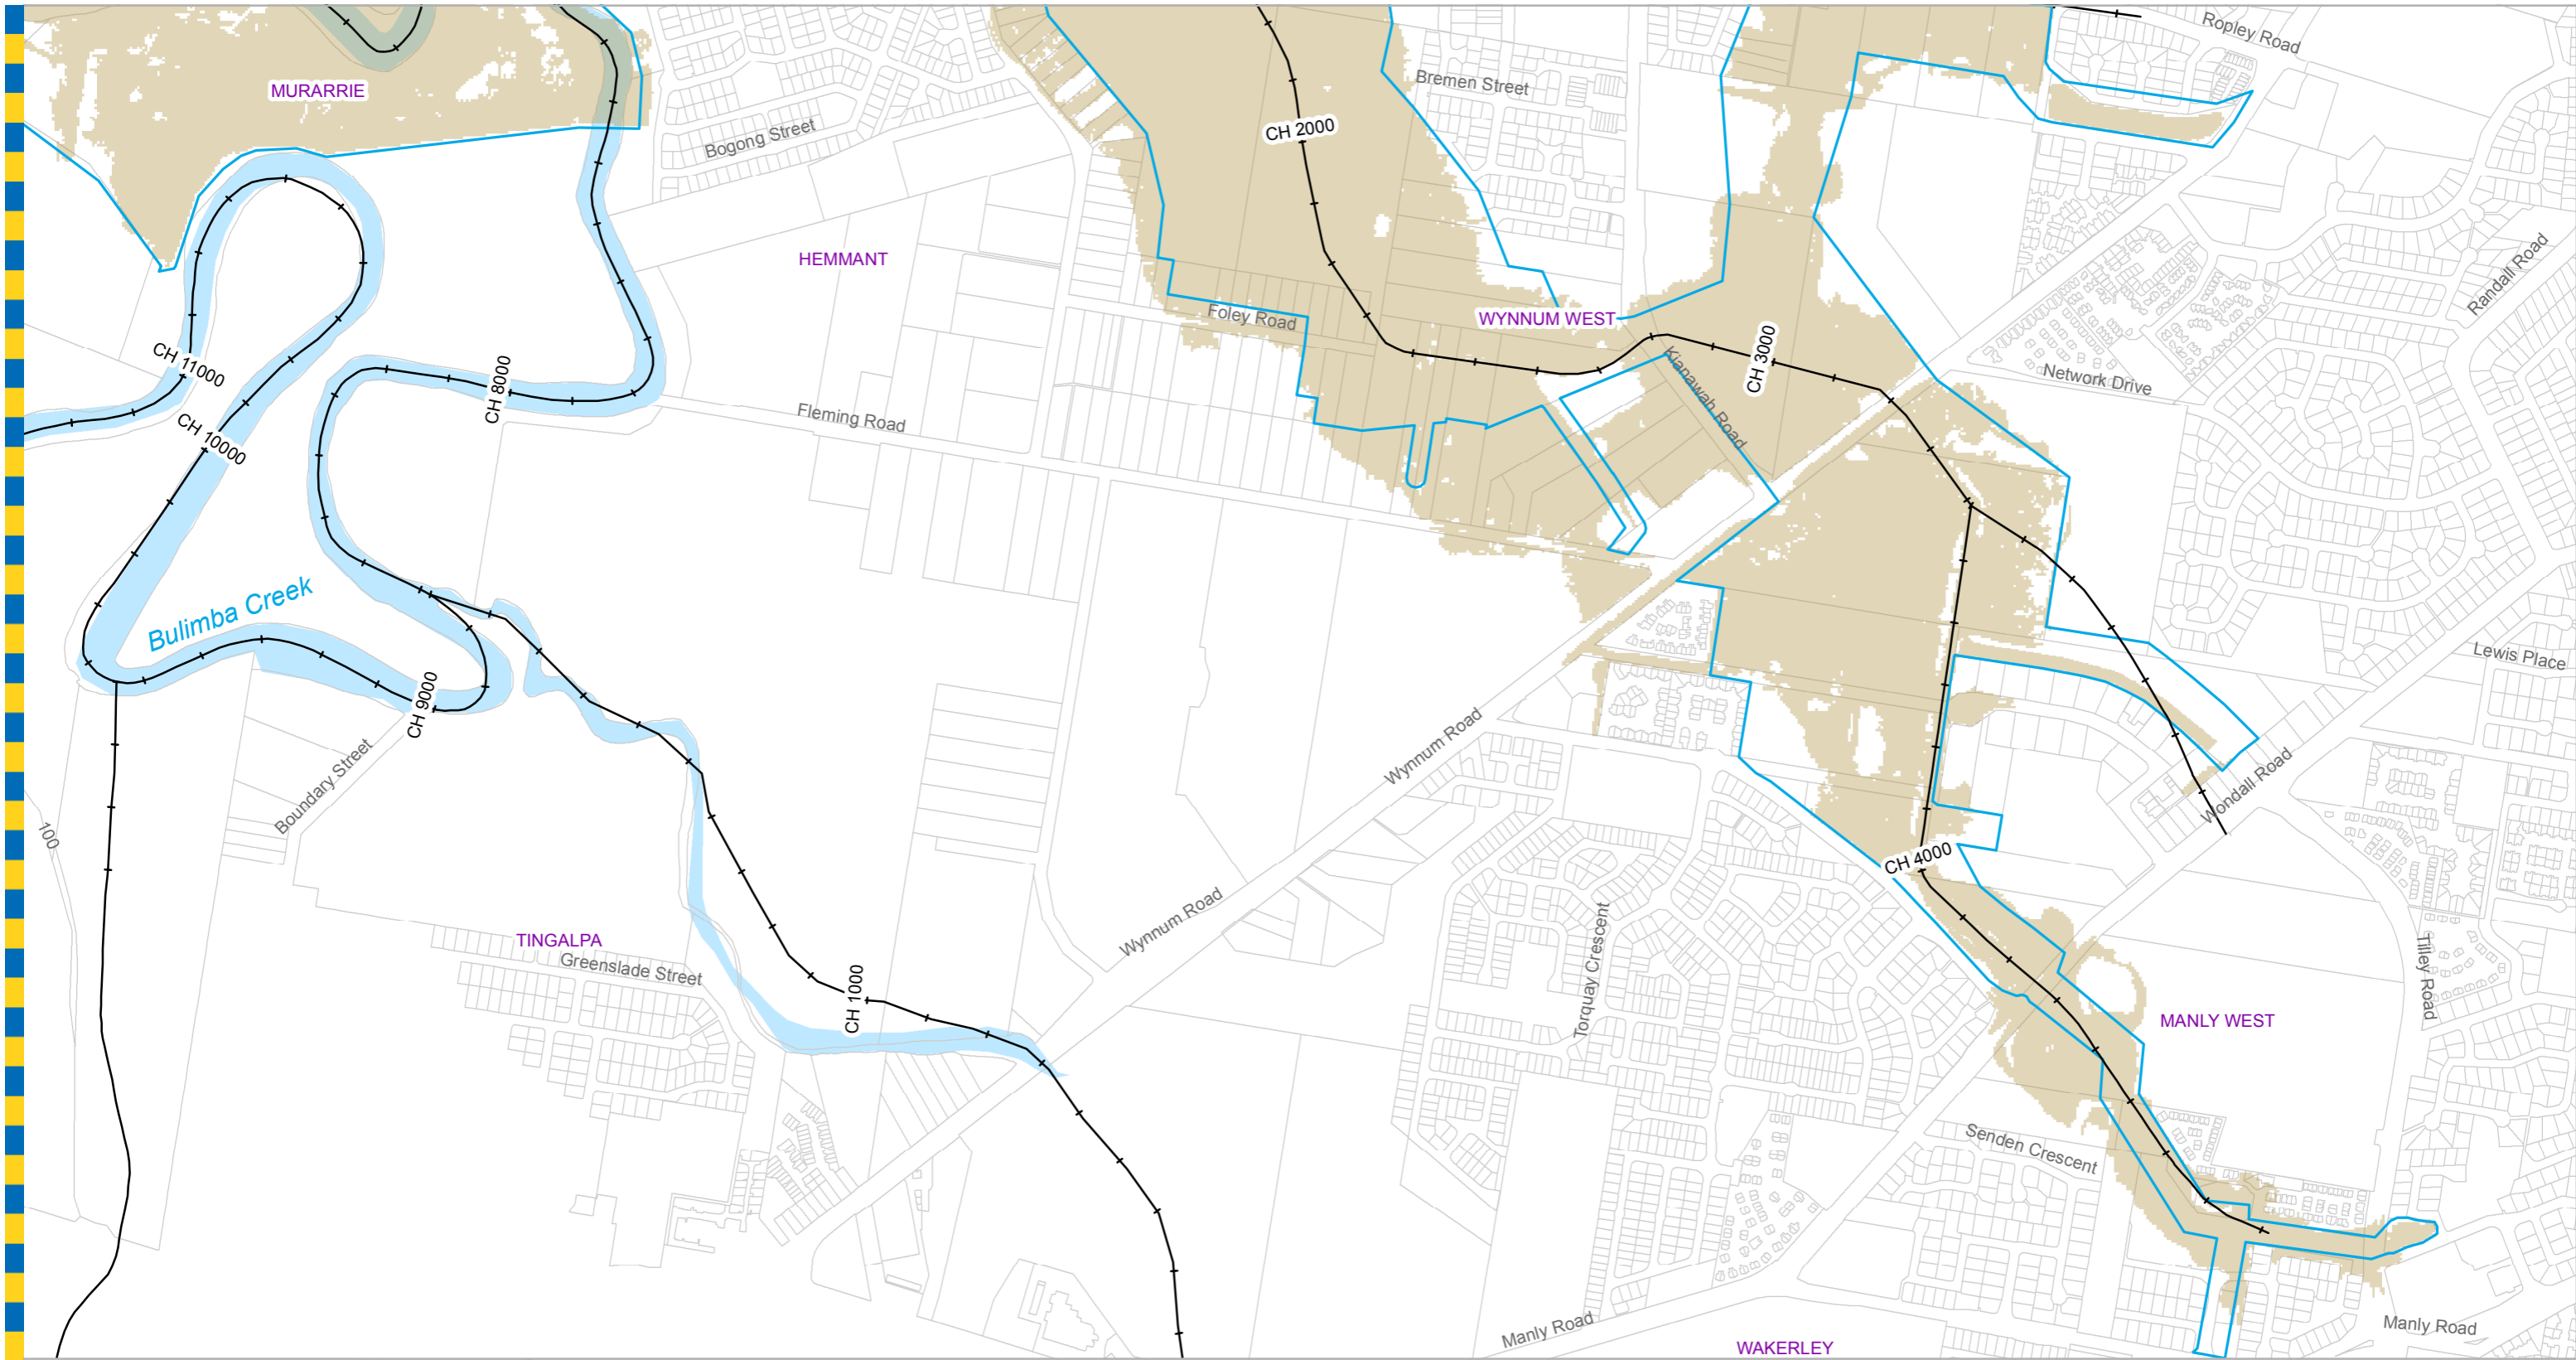 Ropley Road
MURARRIE
Bremen Street
CH 2000
Bogong Street
HEMMANT
Randall Road
Foley Road
WYNNUM WEST
CH 11000
CH 8000
Kianawah Road
CH 3000
Network Drive
Fleming Road
CH 10000
Bulimba Creek
Lewis Place
CH 9000
Boundary Street
Wynnum Road
Wondall Road
100
CH 4000
Wynnum Road
TINGALPA
Greenslade Street
CH 1000
Torquay Crescent
Tilley Road
MANLY WEST
Senden Crescent
Manly Road
Manly Road
WAKERLEY